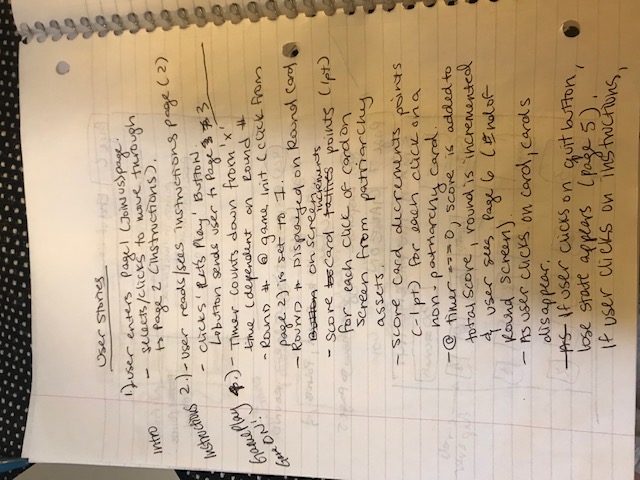 User Stories
1.) user enters page 1 (Join us) page.
Intro
- selects/clicks to move through
to Page 2 (instructions).
Instructions 2.) - User reads/sees instructions page (2)
- clicks 'Let's Play' Button.
↳ button sends user to Page 3
GamePlay
Game ON!
- Timer counts down from 'x'
time (dependent on Round #
- Round # @ game init (click from
page 2) is set to 1.
- Round # Displayed on Round Card
Button on screen
- Score card tallies increments points (1pt)
for each click of card on
screen from patriarchy
assets.
- Score card decrements points
(-1pt) for each click on a
non-patriarchy card.
- @ timer === 0, score is added to
total score, round is incremented
& user sees Page 6 (End of
Round Screen).
- As user clicks on card, cards
disappear.
- As If user clicks on quit button,
lose state appears (page 5).
If user clicks on instructions,